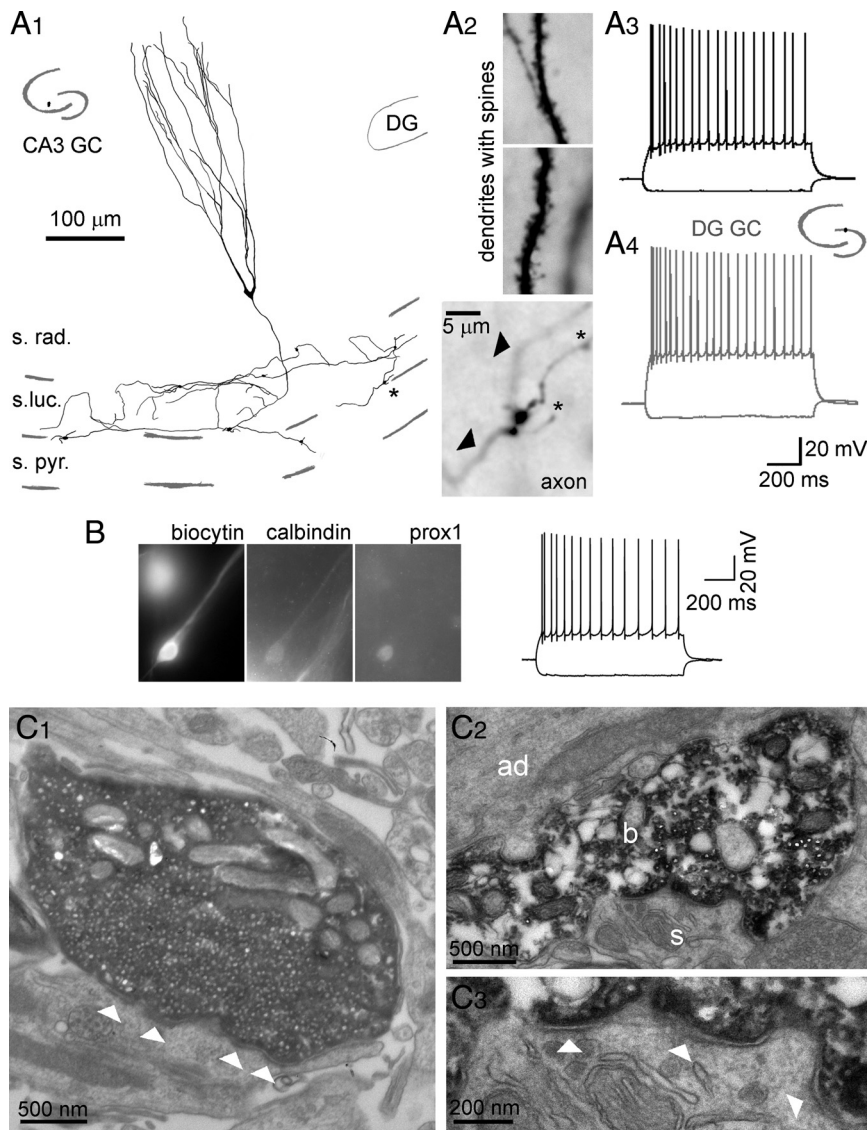 A1
CA3 GC
100 µm
DG
s. rad.
s.luc.
*
s. pyr.
A2
dendrites with spines
5 µm
*
*
axon
A3
A4
DG GC
20 mV
200 ms
B
biocytin
calbindin
prox1
20 mV
200 ms
C1
500 nm
C2
ad
b
s
500 nm
C3
200 nm